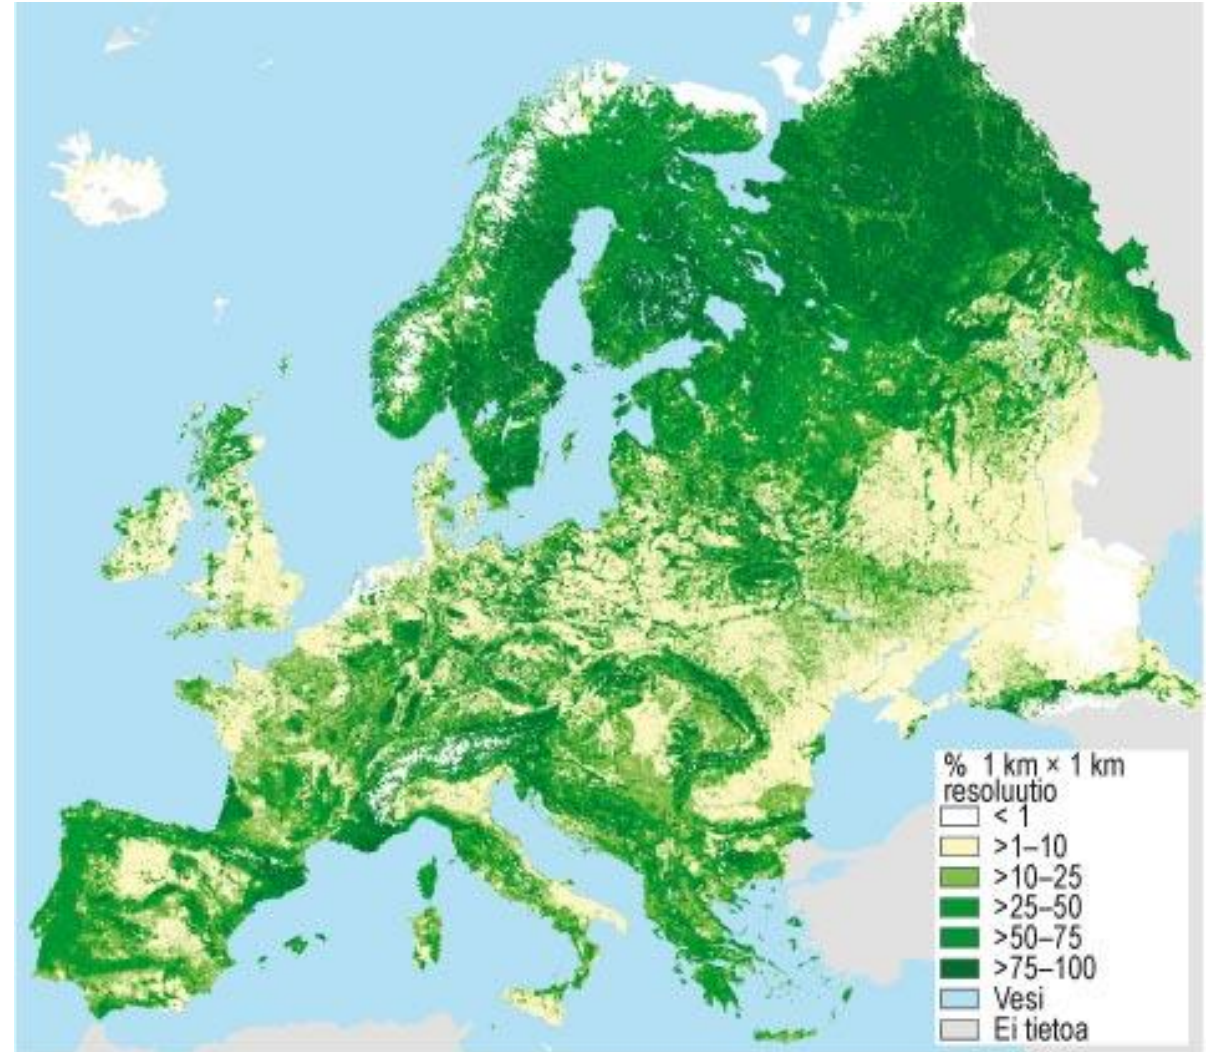 % 1 km × 1 km
resoluutio
< 1
>1–10
>10–25
>25–50
>50–75
>75–100
Vesi
Ei tietoa